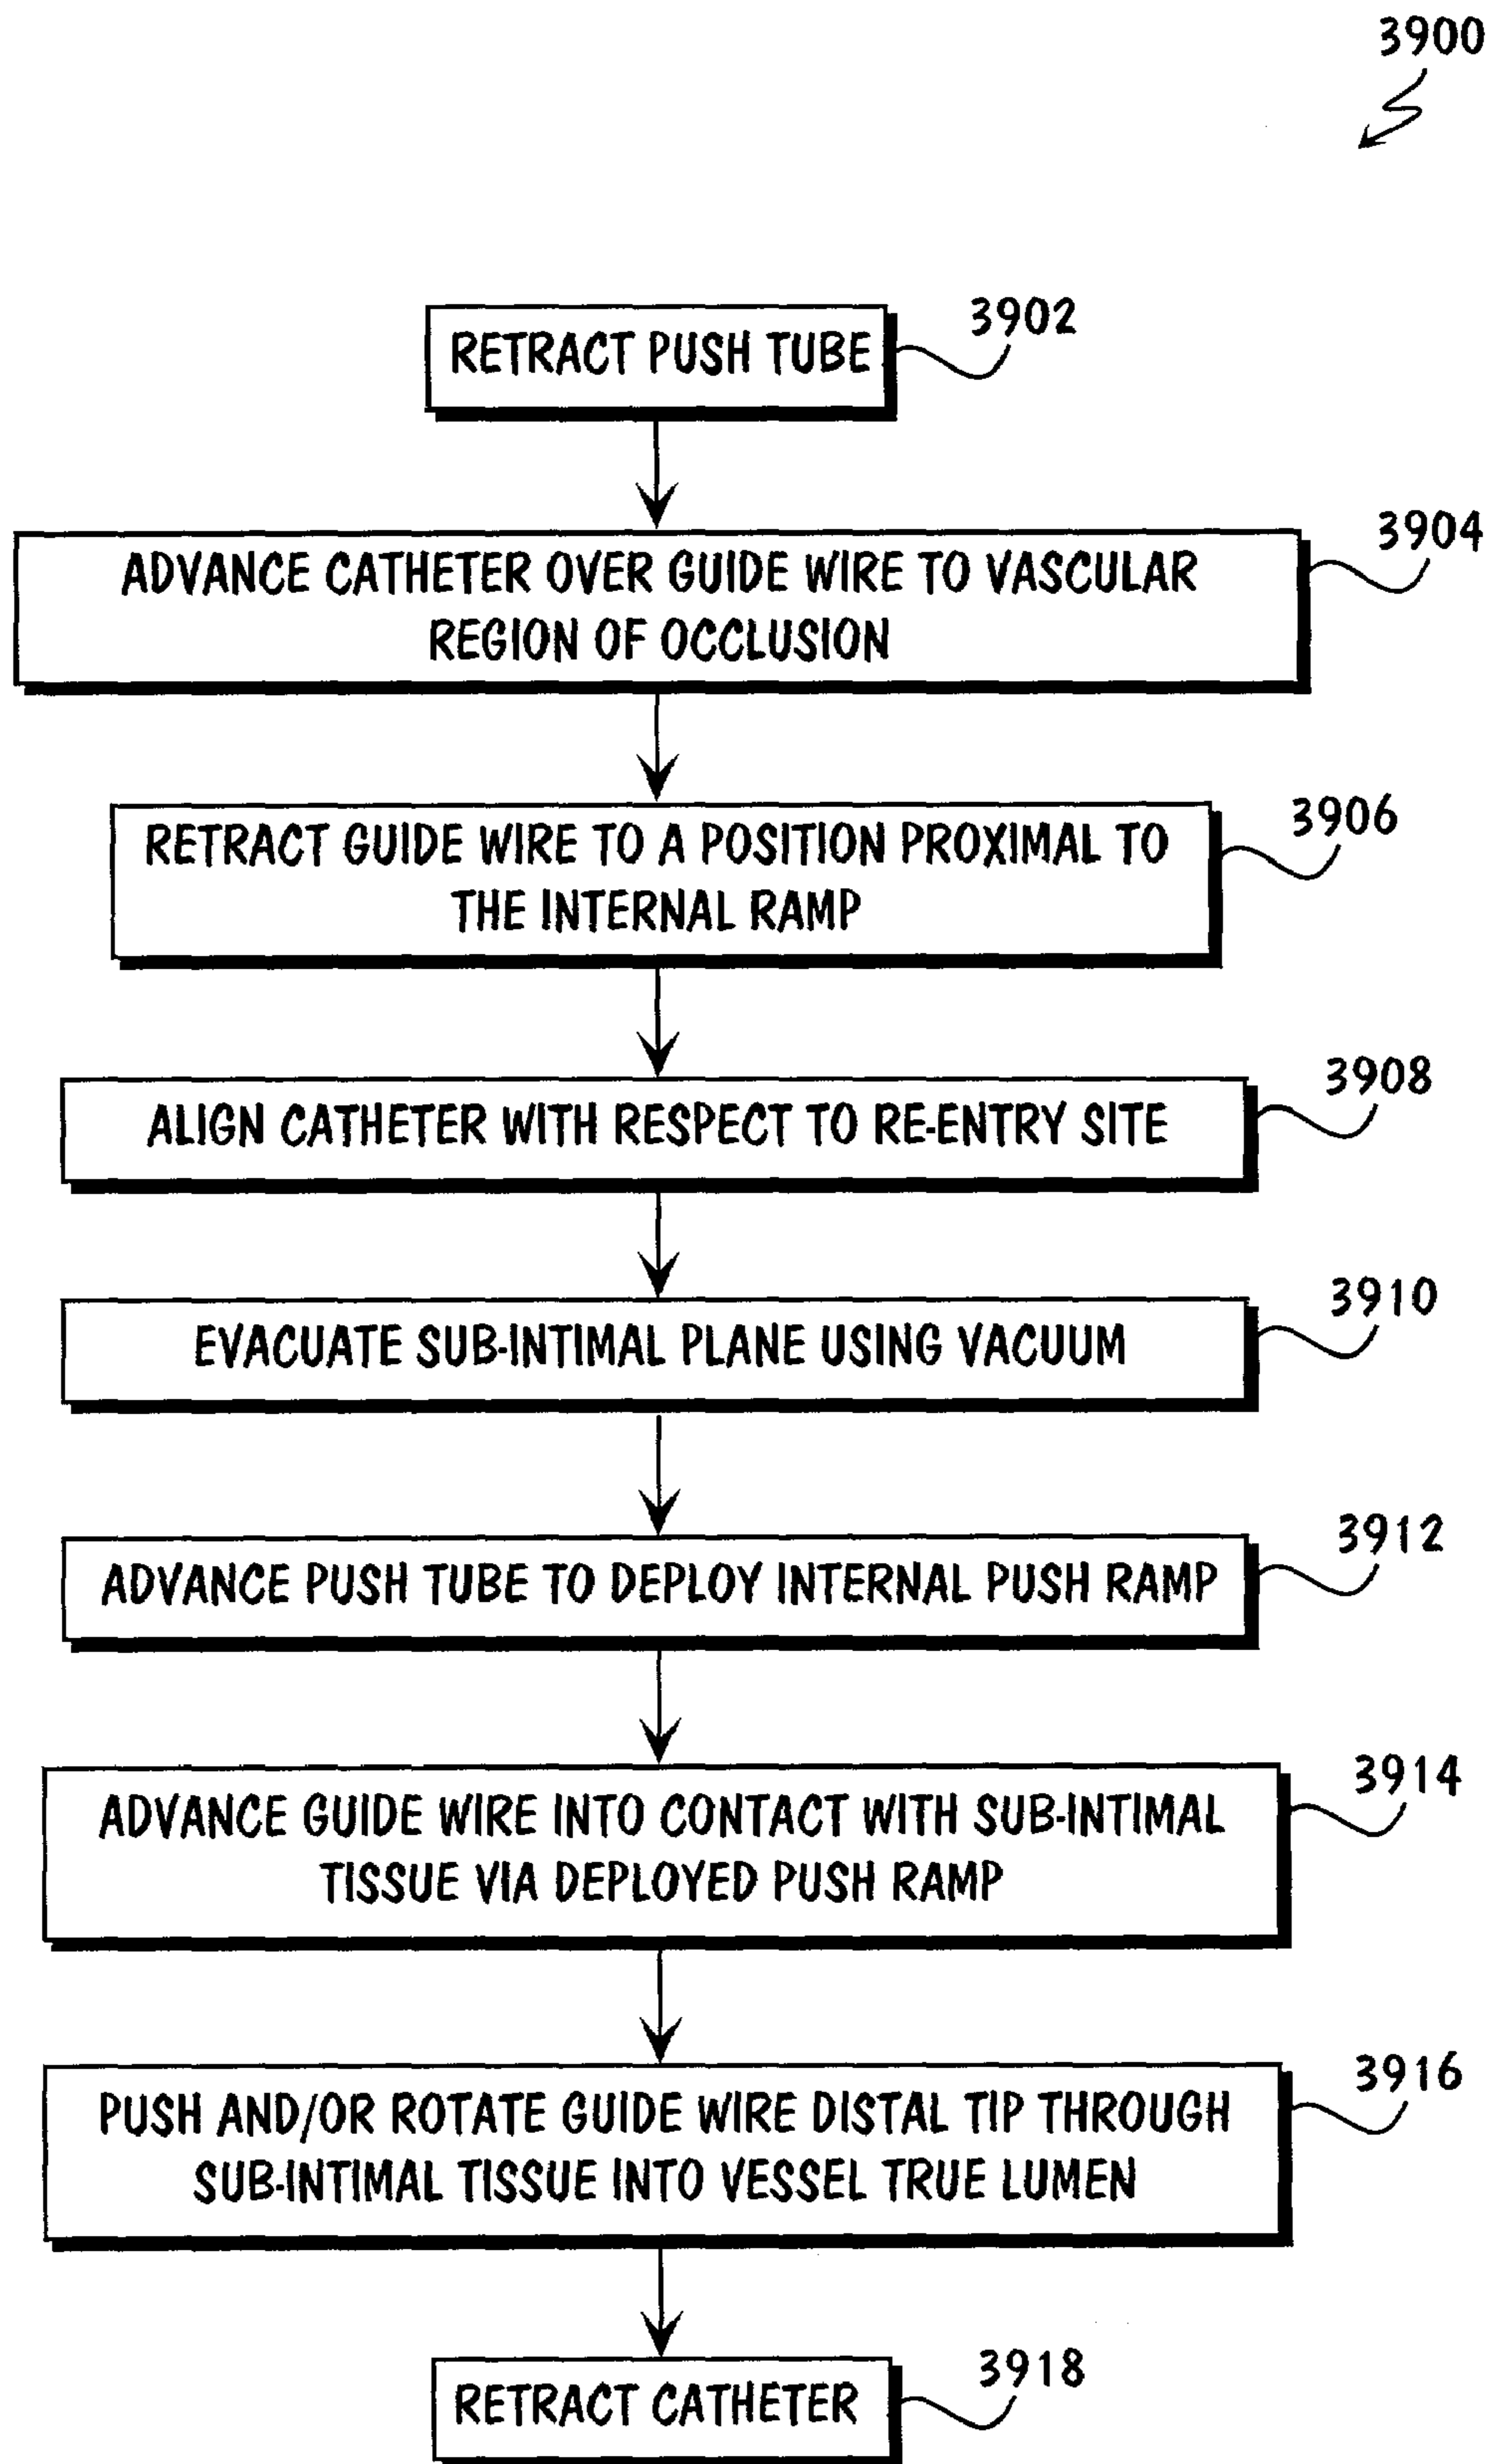 3900
RETRACT PUSH TUBE
3902
ADVANCE CATHETER OVER GUIDE WIRE TO VASCULAR
REGION OF OCCLUSION
3904
RETRACT GUIDE WIRE TO A POSITION PROXIMAL TO
THE INTERNAL RAMP
3906
ALIGN CATHETER WITH RESPECT TO RE-ENTRY SITE
3908
EVACUATE SUB-INTIMAL PLANE USING VACUUM
3910
ADVANCE PUSH TUBE TO DEPLOY INTERNAL PUSH RAMP
3912
ADVANCE GUIDE WIRE INTO CONTACT WITH SUB-INTIMAL
TISSUE VIA DEPLOYED PUSH RAMP
3914
PUSH AND/OR ROTATE GUIDE WIRE DISTAL TIP THROUGH
SUB-INTIMAL TISSUE INTO VESSEL TRUE LUMEN
3916
RETRACT CATHETER
3918